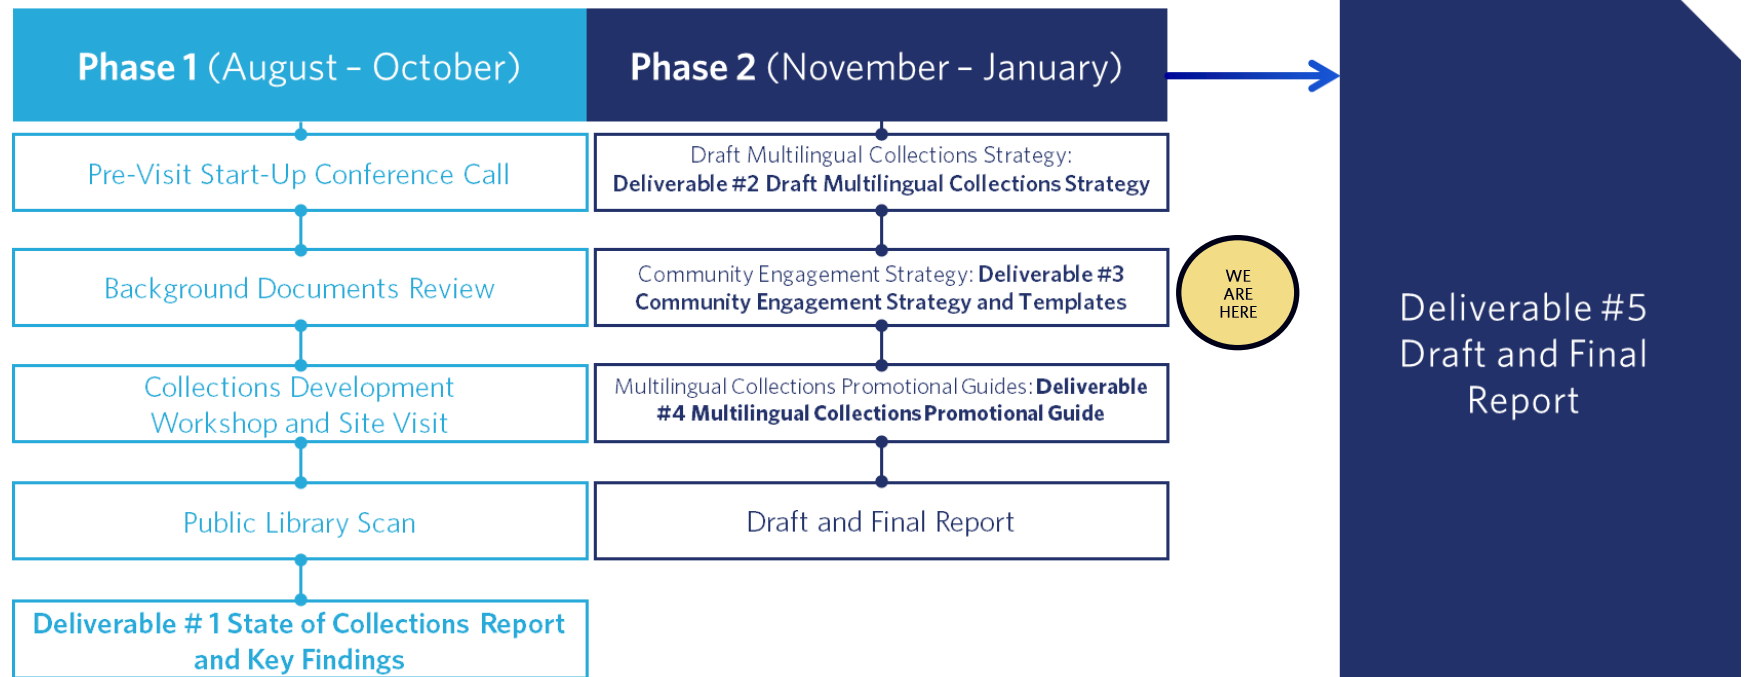 Phase 1 (August – October)
Pre-Visit Start-Up Conference Call
Background Documents Review
Collections Development
Workshop and Site Visit
Public Library Scan
Deliverable # 1 State of Collections Report
and Key Findings
Phase 2 (November – January)
Draft Multilingual Collections Strategy:
Deliverable #2 Draft Multilingual Collections Strategy
Community Engagement Strategy: Deliverable #3
Community Engagement Strategy and Templates
Multilingual Collections Promotional Guides: Deliverable
#4 Multilingual Collections Promotional Guide
Draft and Final Report
WE
ARE
HERE
Deliverable #5
Draft and Final
Report